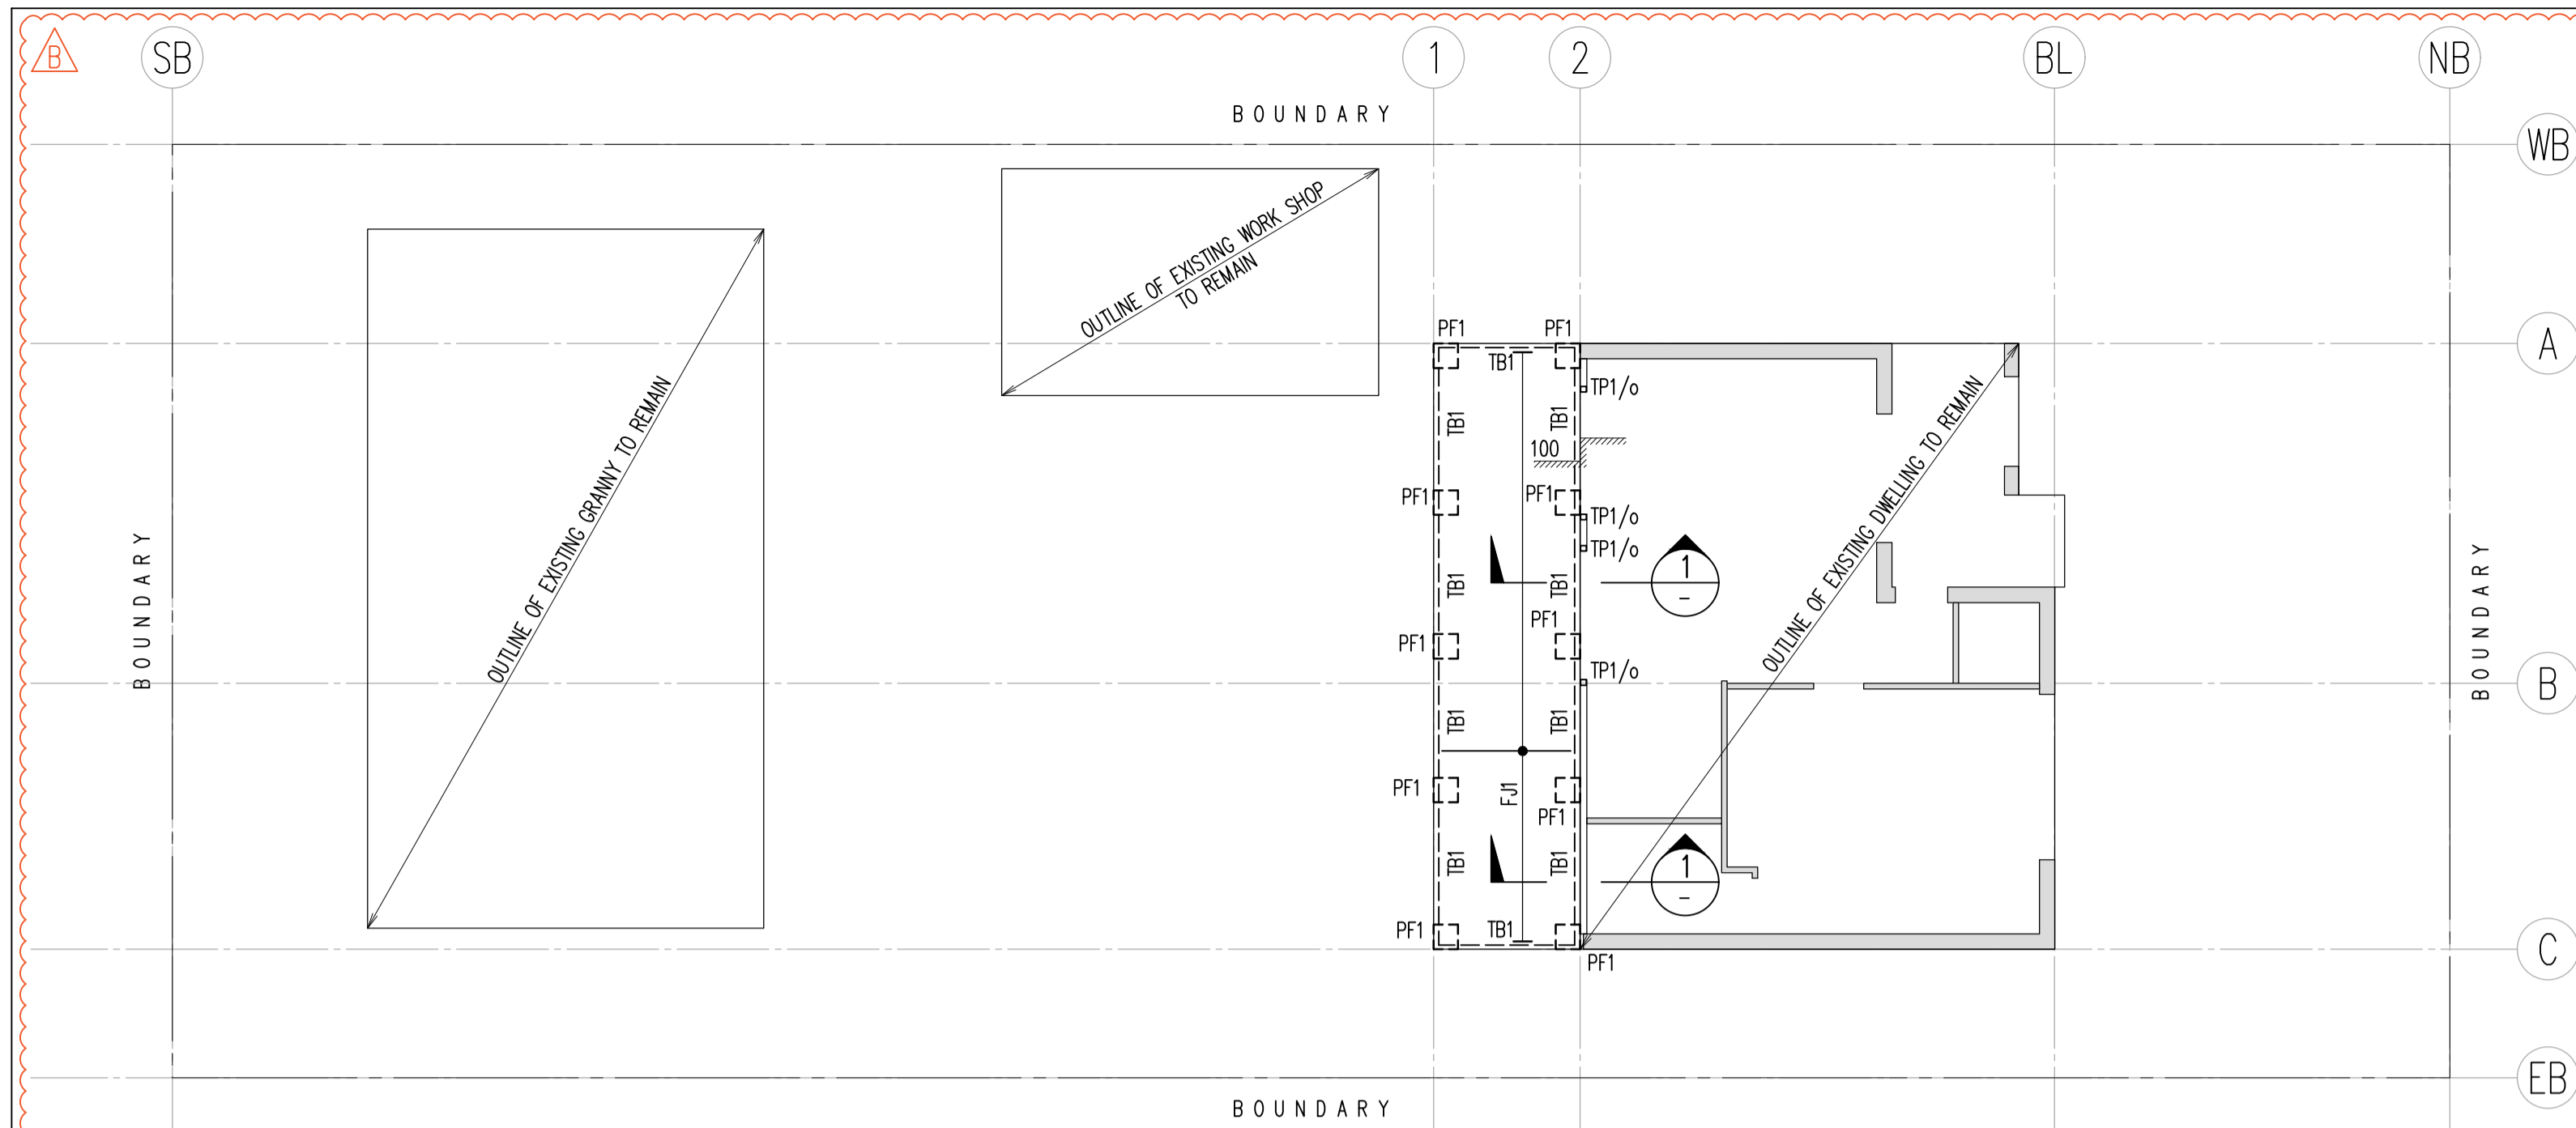 B
SB
1
2
BL
NB
BOUNDARY
WB
OUTLINE OF EXISTING WORK SHOP
TO REMAIN
PF1
PF1
A
TB1
TP1/o
TB1
TB1
100
OUTLINE OF EXISTING GRANNY TO REMAIN
OUTLINE OF EXISTING DWELLING TO REMAIN
PF1
PF1
TP1/o
TP1/o
1
-
TB1
TB1
BOUNDARY
BOUNDARY
PF1
PF1
TP1/o
B
TB1
TB1
PF1
FJ1
PF1
TB1
TB1
1
-
PF1
TB1
C
PF1
EB
BOUNDARY